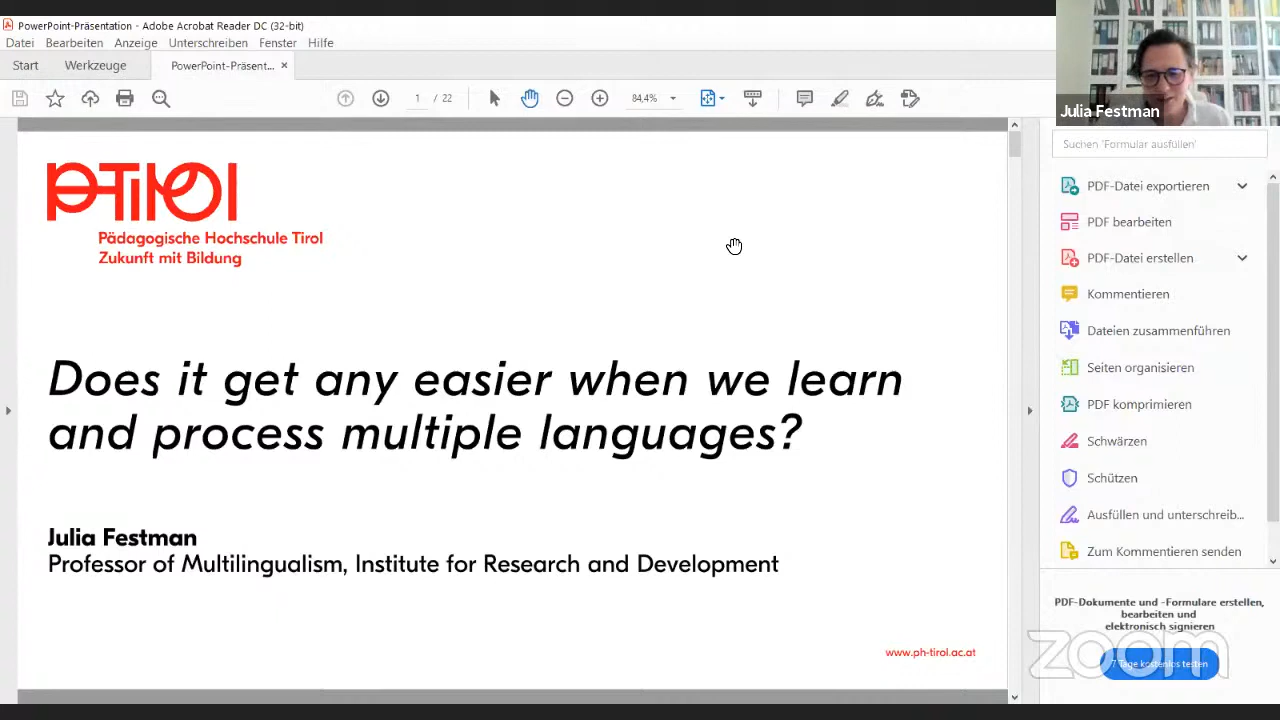 PowerPoint-Präsentation - Adobe Acrobat Reader DC (32-bit)
Datei Bearbeiten Anzeige Unterschreiben Fenster Hilfe
Start Werkzeuge PowerPoint-Präsent... ×
1 / 22 84,4%
Julia Festman
PH TIROL
Pädagogische Hochschule Tirol
Zukunft mit Bildung
Does it get any easier when we learn
and process multiple languages?
Julia Festman
Professor of Multilingualism, Institute for Research and Development
www.ph-tirol.ac.at
Suchen 'Formular ausfüllen'
PDF-Datei exportieren
PDF bearbeiten
PDF-Datei erstellen
Kommentieren
Dateien zusammenführen
Seiten organisieren
PDF komprimieren
Schwärzen
Schützen
Ausfüllen und unterschreib...
Zum Kommentieren senden
PDF-Dokumente und -Formulare erstellen,
bearbeiten und
elektronisch signieren
7 Tage kostenlos testen
zoom